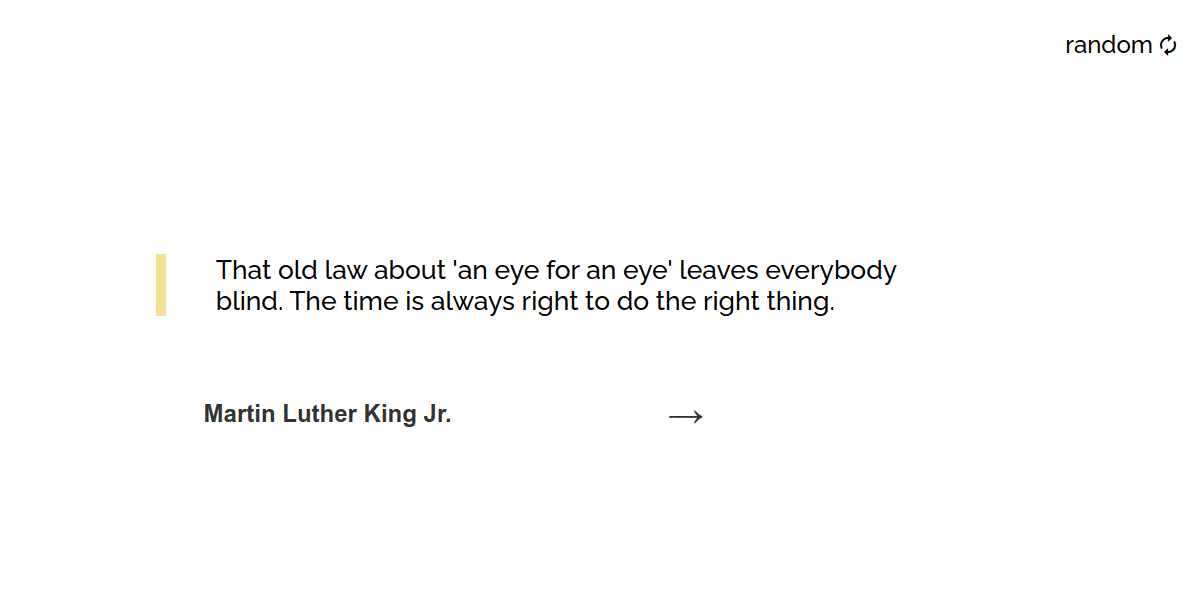 random
That old law about 'an eye for an eye' leaves everybody
blind. The time is always right to do the right thing.
Martin Luther King Jr.